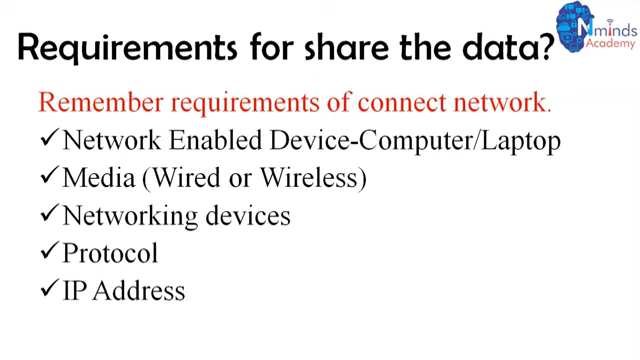 Nminds
Academy
Requirements for share the data?
Remember requirements of connect network.
✓Network Enabled Device-Computer/Laptop
✓Media (Wired or Wireless)
✓Networking devices
✓Protocol
✓IP Address